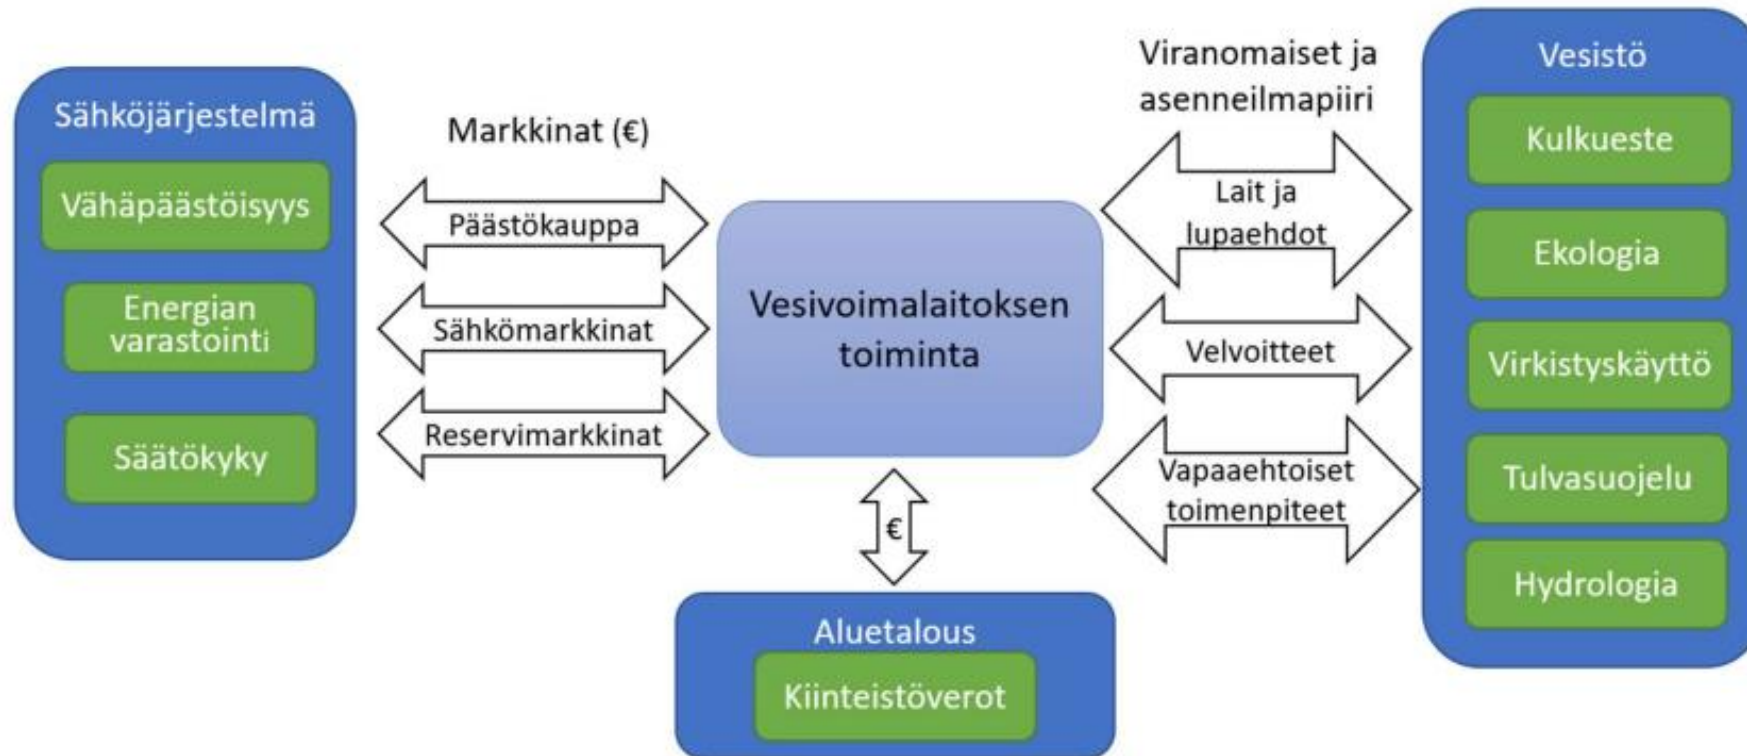 Sähköjärjestelmä
Vähäpäästöisyys
Energian
varastointi
Säätökyky
Markkinat (€)
Päästökauppa
Sähkömarkkinat
Reservimarkkinat
Vesivoimalaitoksen
toiminta
€
Aluetalous
Kiinteistöverot
Viranomaiset ja
asenneilmapiiri
Lait ja
lupaehdot
Velvoitteet
Vapaaehtoiset
toimenpiteet
Vesistö
Kulkueste
Ekologia
Virkistyskäyttö
Tulvasuojelu
Hydrologia